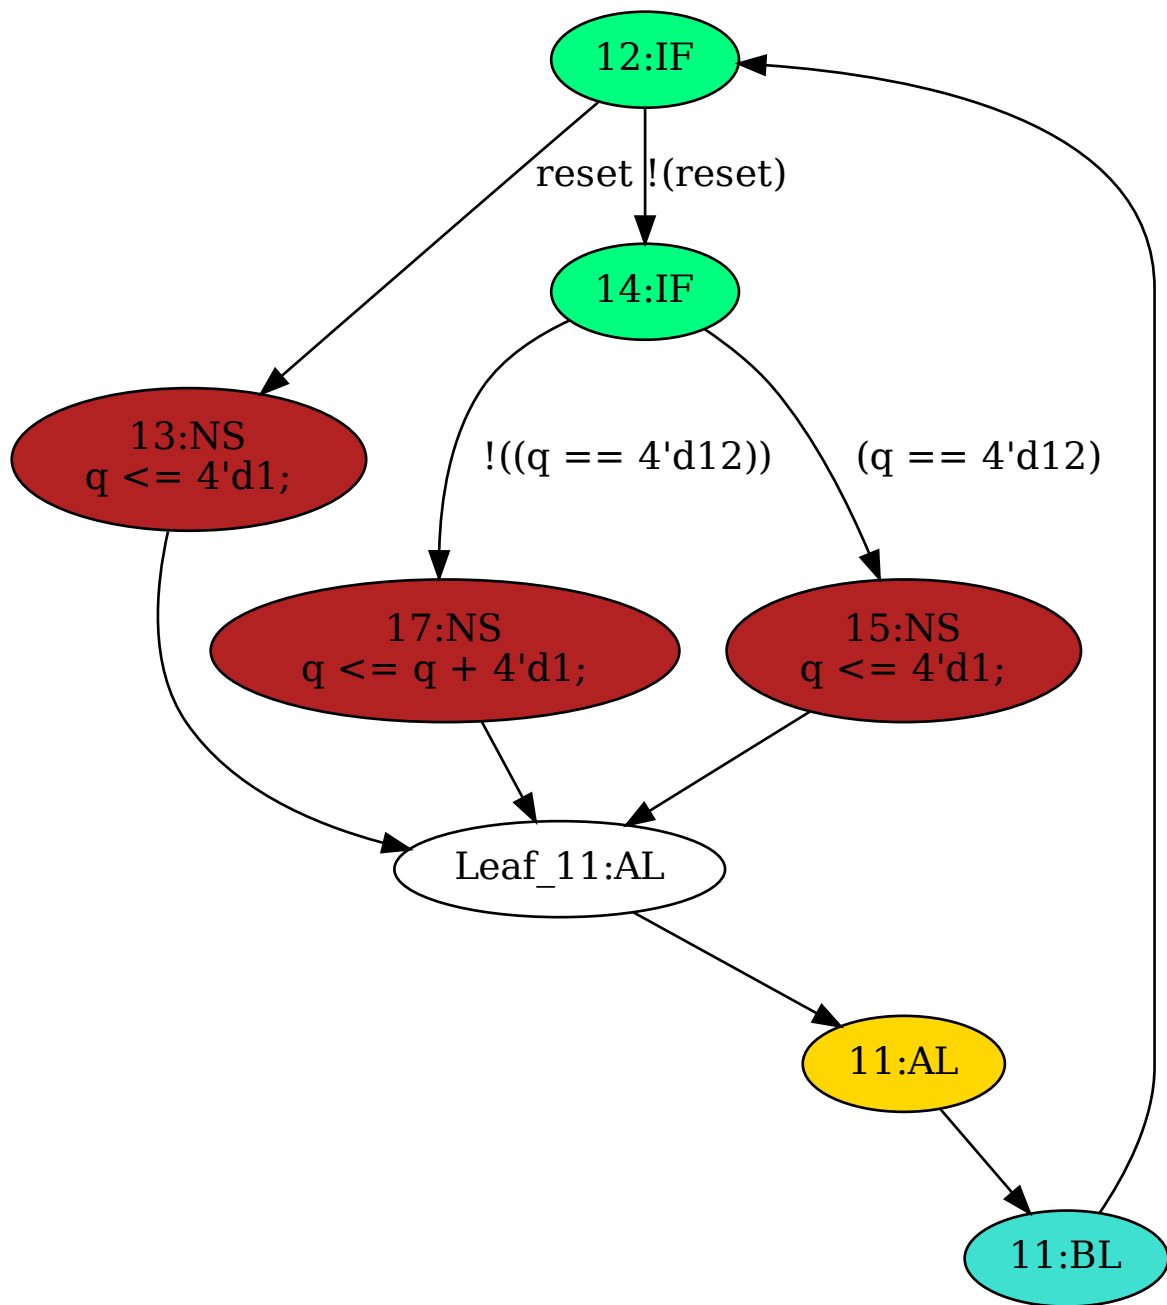 12:IF
reset
!(reset)
14:IF
13:NS
q <= 4'd1;
!((q == 4'd12))
(q == 4'd12)
17:NS
q <= q + 4'd1;
15:NS
q <= 4'd1;
Leaf_11:AL
11:AL
11:BL